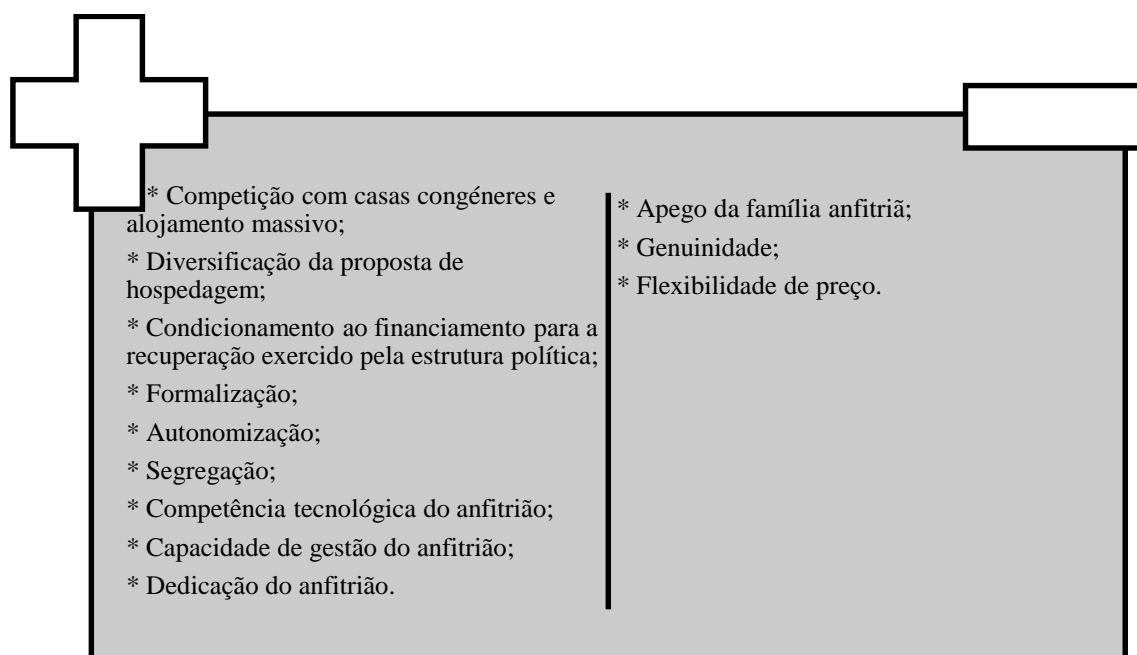 * Competição com casas congéneres e
alojamento massivo;
* Diversificação da proposta de
hospedagem;
* Condicionamento ao financiamento para a
recuperação exercido pela estrutura política;
* Formalização;
* Autonomização;
* Segregação;
* Competência tecnológica do anfitrião;
* Capacidade de gestão do anfitrião;
* Dedicação do anfitrião.
* Apego da família anfitriã;
* Genuinidade;
* Flexibilidade de preço.